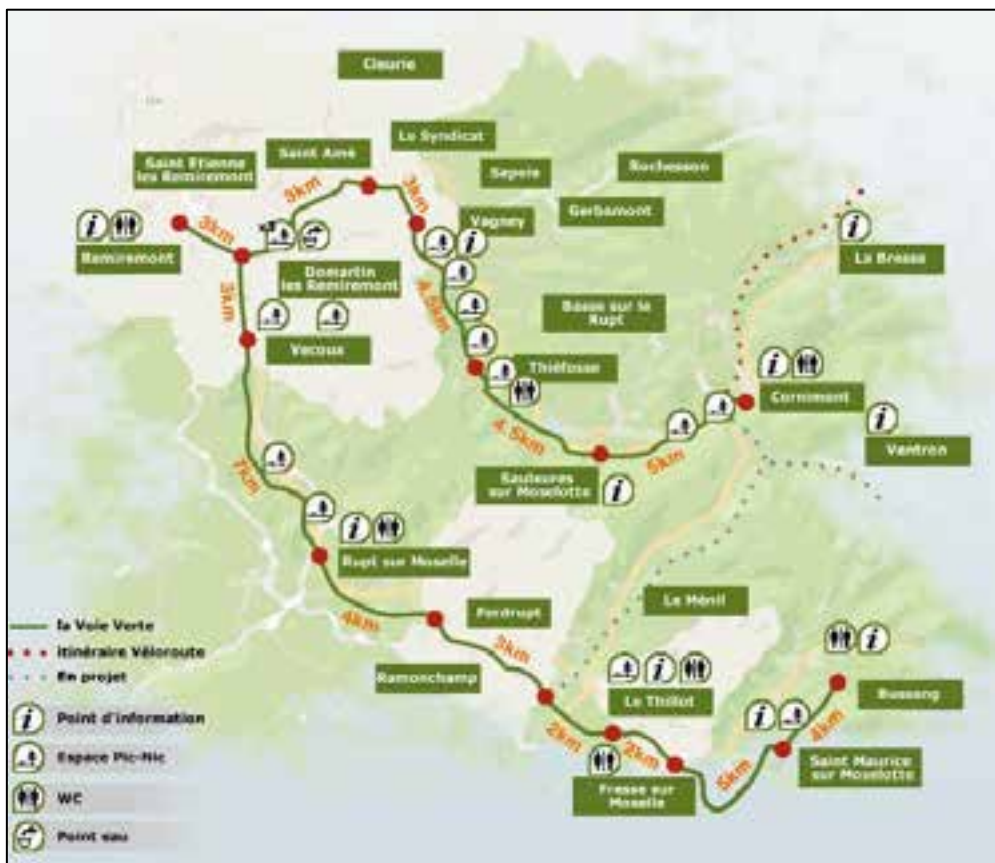 Cleurie
Le Syndicat
Saint Amé
Saint Etienne
les Remiremont
Sapois
Rochesson
3km
3km
Vagney
Gerbamont
3km
Remiremont
La Bresse
Domartin
les Remiremont
3km
4,5km
Basse sur le
Rupt
Vecoux
Thiéfosse
Cornimont
4,5km
Ventron
5km
7km
Saulxures
sur Moselotte
Rupt sur Moselle
Le Ménil
4km
Ferdrupt
la Voie Verte
3km
itinéraire Véloroute
En projet
Ramonchamp
Le Thillot
Bussang
Point d'information
2km
2km
4km
Espace Pic-Nic
5km
Saint Maurice
sur Moselotte
WC
Fresse sur
Moselle
Point eau